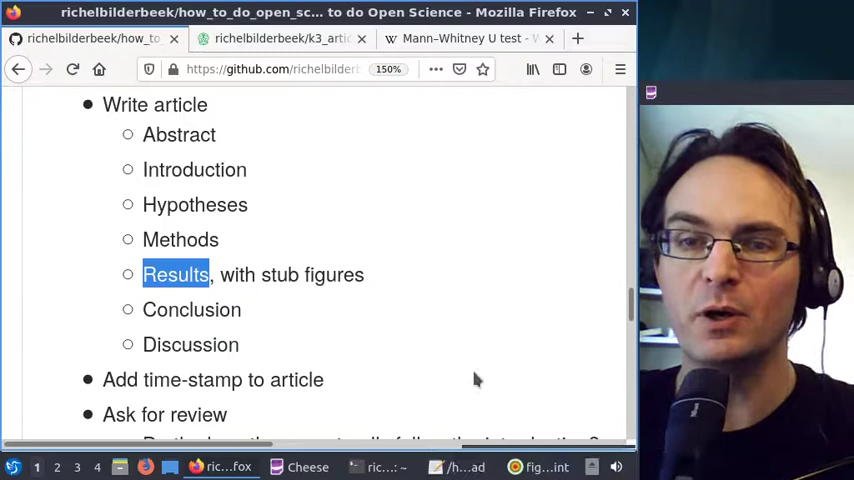 richelbilderbeek/how_to_do_open_sc… to do Open Science - Mozilla Firefox
richelbilderbeek/how_to_
richelbilderbeek/k3_artic
Mann–Whitney U test - W
https://github.com/richelbilderb
150%
Write article
Abstract
Introduction
Hypotheses
Methods
Results, with stub figures
Conclusion
Discussion
Add time-stamp to article
Ask for review
1 2 3 4
ric…fox
Cheese
ric…: ~
/h…ad
fig…int